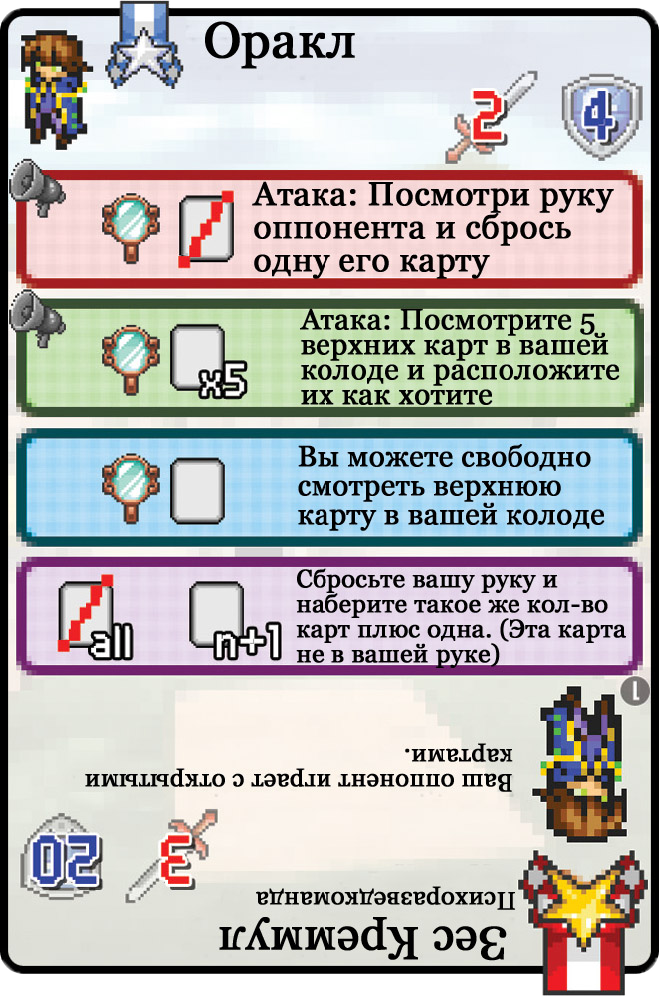 Оракл
2
4
Атака: Посмотри руку
оппонента и сбрось
одну его карту
Атака: Посмотрите 5
верхних карт в вашей
колоде и расположите
их как хотите
x5
Вы можете свободно
смотреть верхнюю
карту в вашей колоде
Сбросьте вашу руку и
наберите такое же кол-во
карт плюс одна. (Эта карта
не в вашей руке)
all
n+1
1
Зес Креммул
Психоразведкоманда
3
20
Ваш оппонент играет с открытыми
картами.